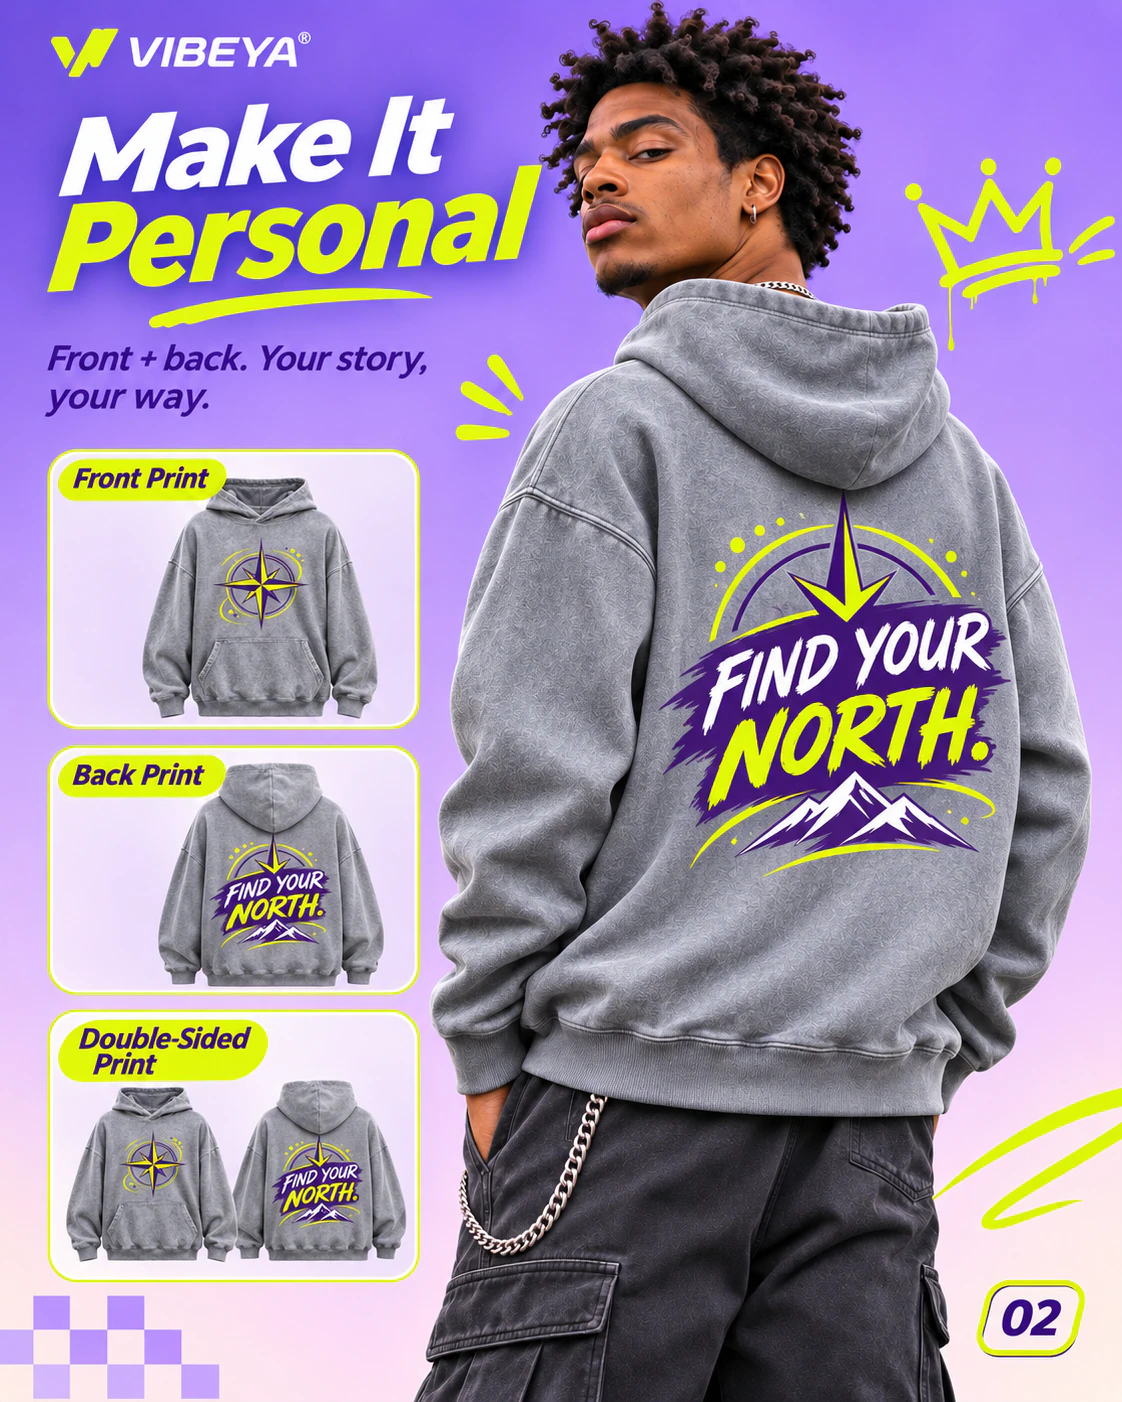 VIBEYA®
Make It
Personal
Front + back. Your story,
your way.
Front Print
Back Print
FIND YOUR
NORTH.
Double-Sided
Print
FIND YOUR
NORTH.
FIND YOUR
NORTH.
02